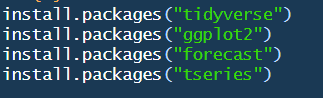 install.packages("tidyverse")
install.packages("ggplot2")
install.packages("forecast")
install.packages("tseries")